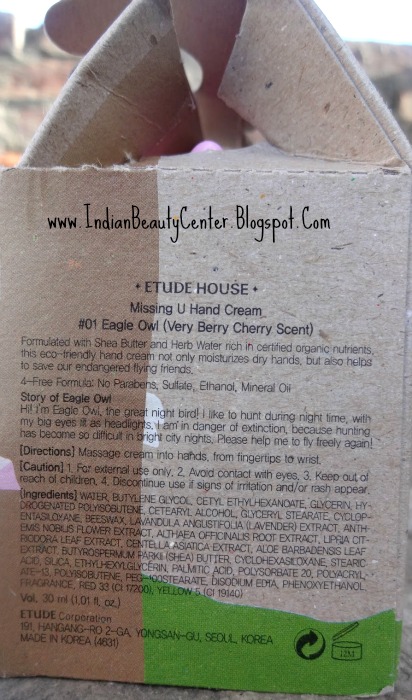 www.IndianBeautyCenter.Blogspot.Com
• ETUDE HOUSE •
Missing U Hand Cream
#01 Eagle Owl (Very Berry Cherry Scent)
Formulated with Shea Butter and Herb Water rich in certified organic nutrients,
this eco-friendly hand cream not only moisturizes dry hands, but also helps
to save our endangered flying friends.
4-Free Formula: No Parabens, Sulfate, Ethanol, Mineral Oil
Story of Eagle Owl
Hi! I'm Eagle Owl, the great night bird! I like to hunt during night time, with
my big eyes lit as headlights. I am in danger of extinction, because hunting
has become so difficult in bright city nights. Please help me to fly freely again!
[Directions] Massage cream into hands, from fingertips to wrist.
[Caution] 1. For external use only. 2. Avoid contact with eyes. 3. Keep out of
reach of children. 4. Discontinue use if signs of irritation and/or rash appear.
[Ingredients] WATER, BUTYLENE GLYCOL, CETYL ETHYLHEXANOATE, GLYCERIN, HY-
DROGENATED POLYISOBUTENE, CETEARYL ALCOHOL, GLYCERYL STEARATE, CYCLOP-
ENTASILOXANE, BEESWAX, LAVANDULA ANGUSTIFOLIA (LAVENDER) EXTRACT, ANTH-
EMIS NOBILIS FLOWER EXTRACT, ALTHAEA OFFICINALIS ROOT EXTRACT, LIPPIA CIT-
RIODORA LEAF EXTRACT, CENTELLA ASIATICA EXTRACT, ALOE BARBADENSIS LEAF
EXTRACT, BUTYROSPERMUM PARKII (SHEA) BUTTER, CYCLOHEXASILOXANE, STEARIC
ACID, SILICA, ETHYLHEXYLGLYCERIN, PALMITIC ACID, POLYSORBATE 20, POLYACRYL-
ATE-13, POLYISOBUTENE, PEG-100STEARATE, DISODIUM EDTA, PHENOXYETHANOL,
FRAGRANCE, RED 33 (CI 17200), YELLOW 5 (CI 19140)
Vol. 30 ml (1.01 fl. oz.)
ETUDE Corporation
191, HANGANG-RO 2-GA, YONGSAN-GU, SEOUL, KOREA
MADE IN KOREA (4631)
12M